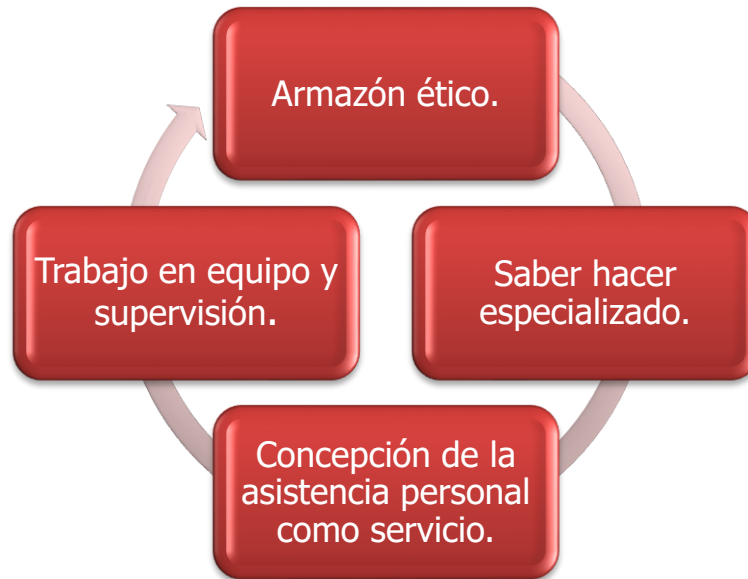 Armazón ético.
Trabajo en equipo y
supervisión.
Saber hacer
especializado.
Concepción de la
asistencia personal
como servicio.